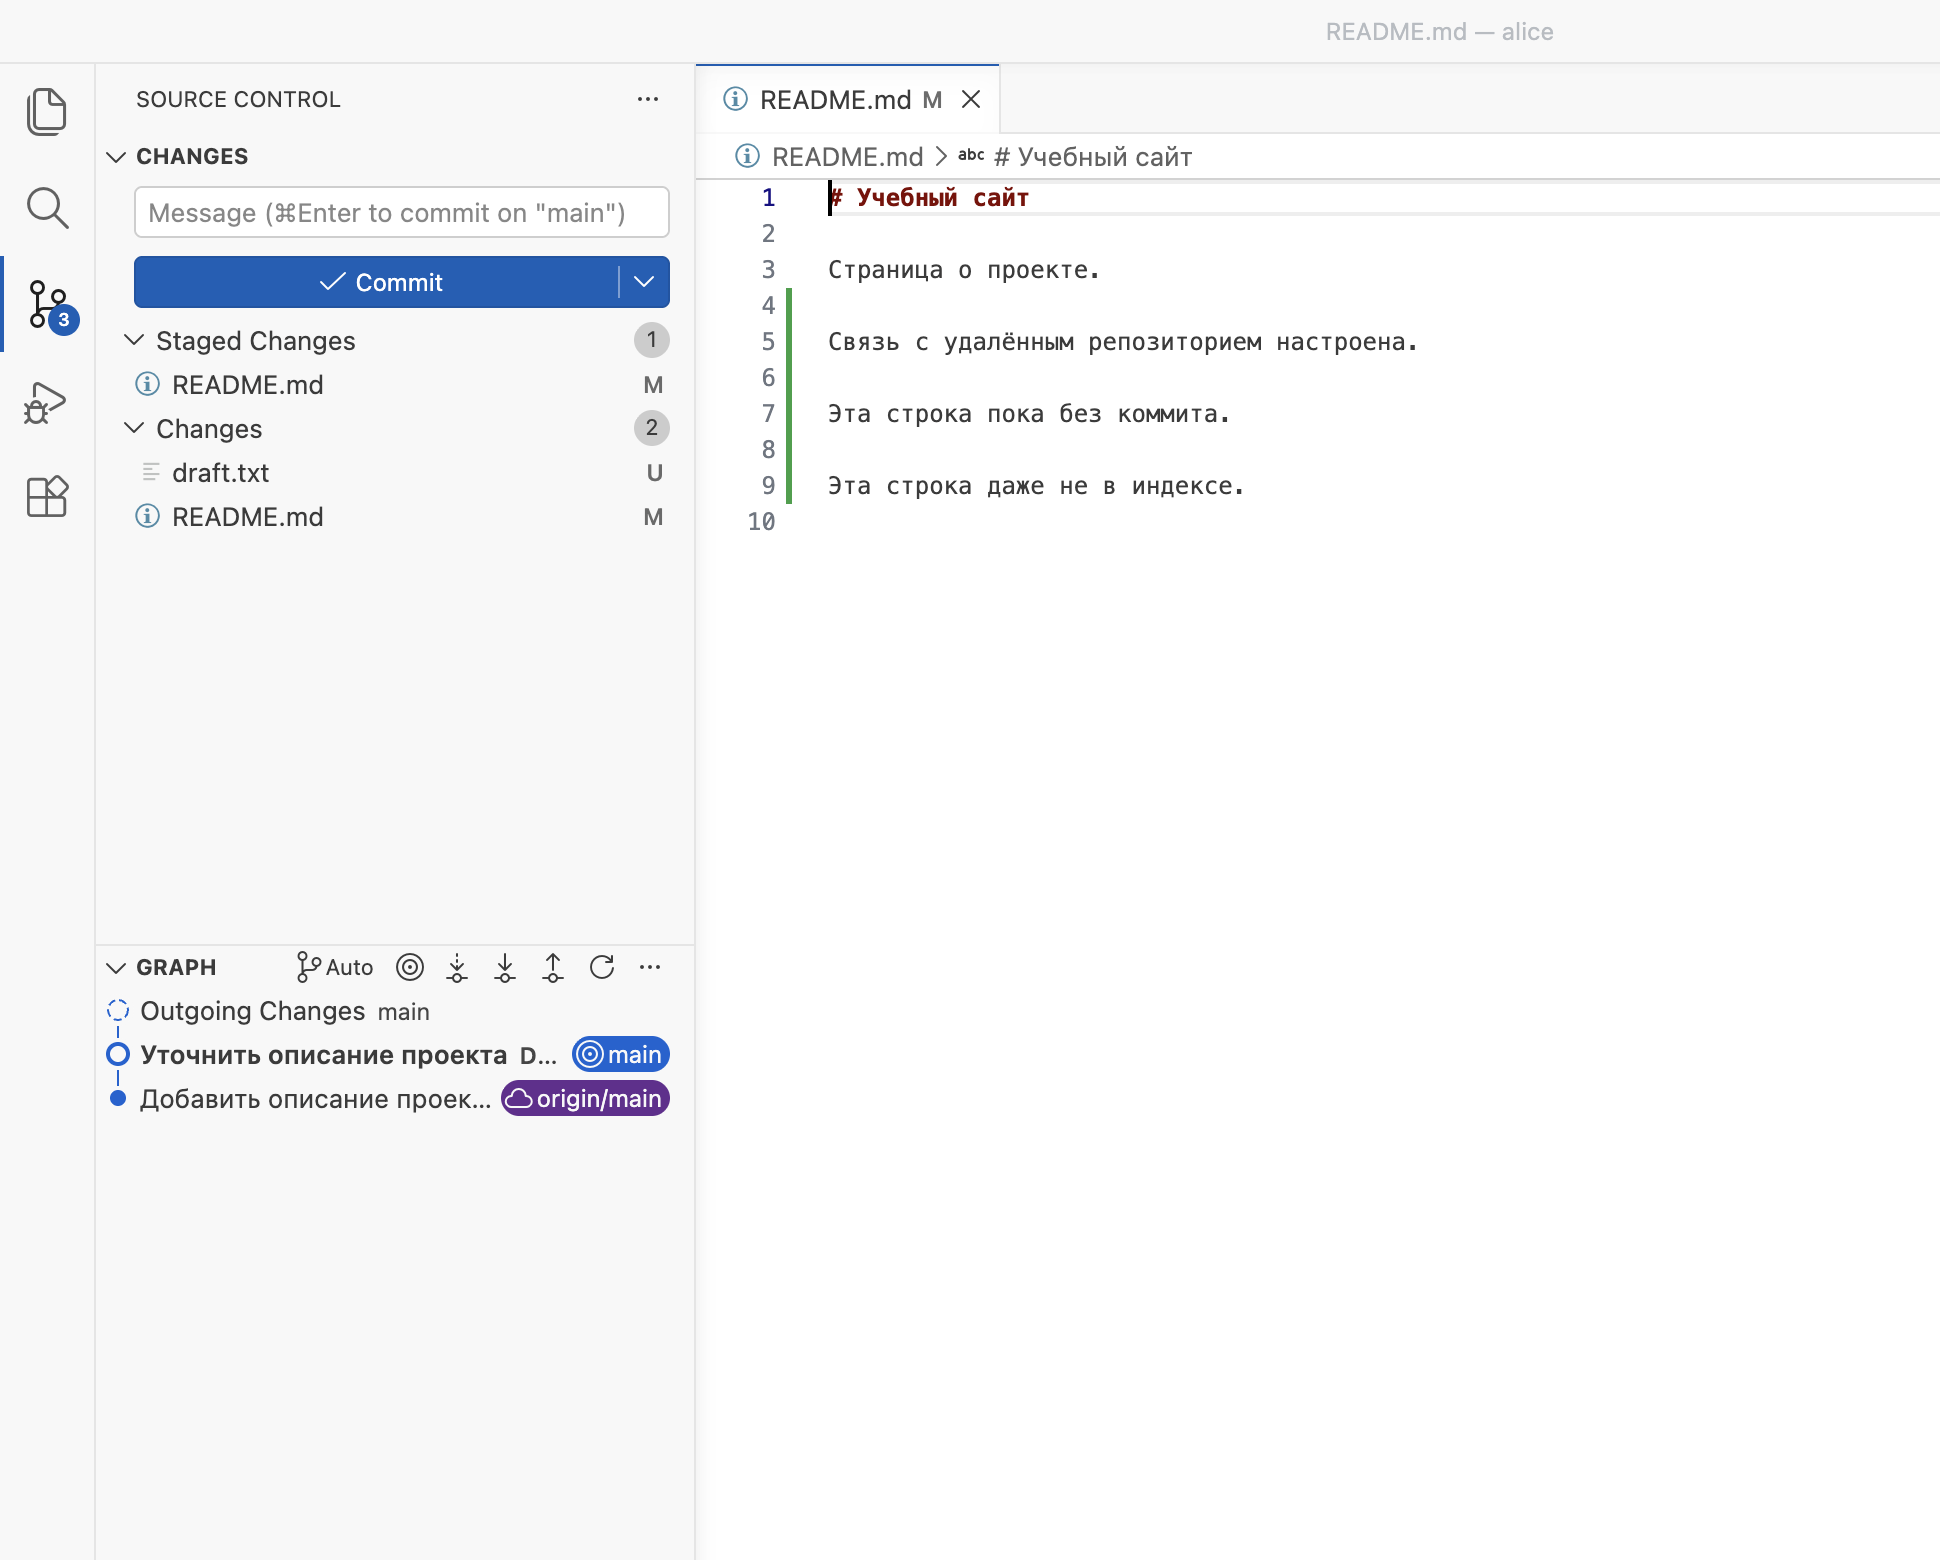 README.md — alice
SOURCE CONTROL
CHANGES
Message (⌘Enter to commit on "main")
Commit
3
Staged Changes 1
README.md M
Changes 2
draft.txt U
README.md M
GRAPH Auto
Outgoing Changes main
Уточнить описание проекта D... main
Добавить описание проек... origin/main
README.md M
README.md > abc # Учебный сайт
1 # Учебный сайт
2
3 Страница о проекте.
4
5 Связь с удалённым репозиторием настроена.
6
7 Эта строка пока без коммита.
8
9 Эта строка даже не в индексе.
10